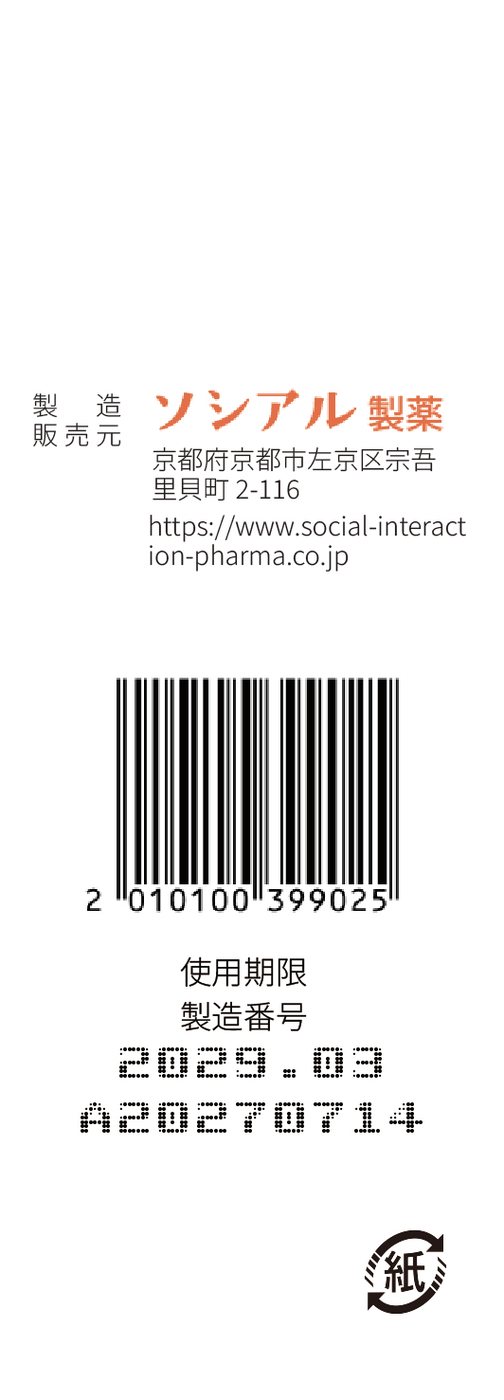 製造 ソシアル製薬
販売元
京都府京都市左京区宗吾
里貝町 2-116
https://www.social-interact
ion-pharma.co.jp
2 010100 399025
使用期限
製造番号
2029.03
A20270714
紙